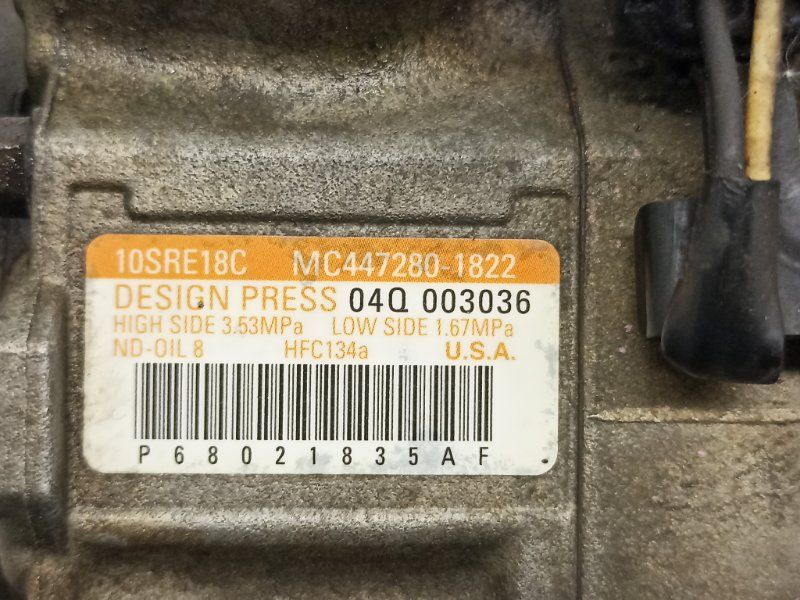 10SRE18C MC447280-1822
DESIGN PRESS 04Q 003036
HIGH SIDE 3.53MPa LOW SIDE 1.67MPa
ND-OIL 8 HFC134a U.S.A.
P68021835AF